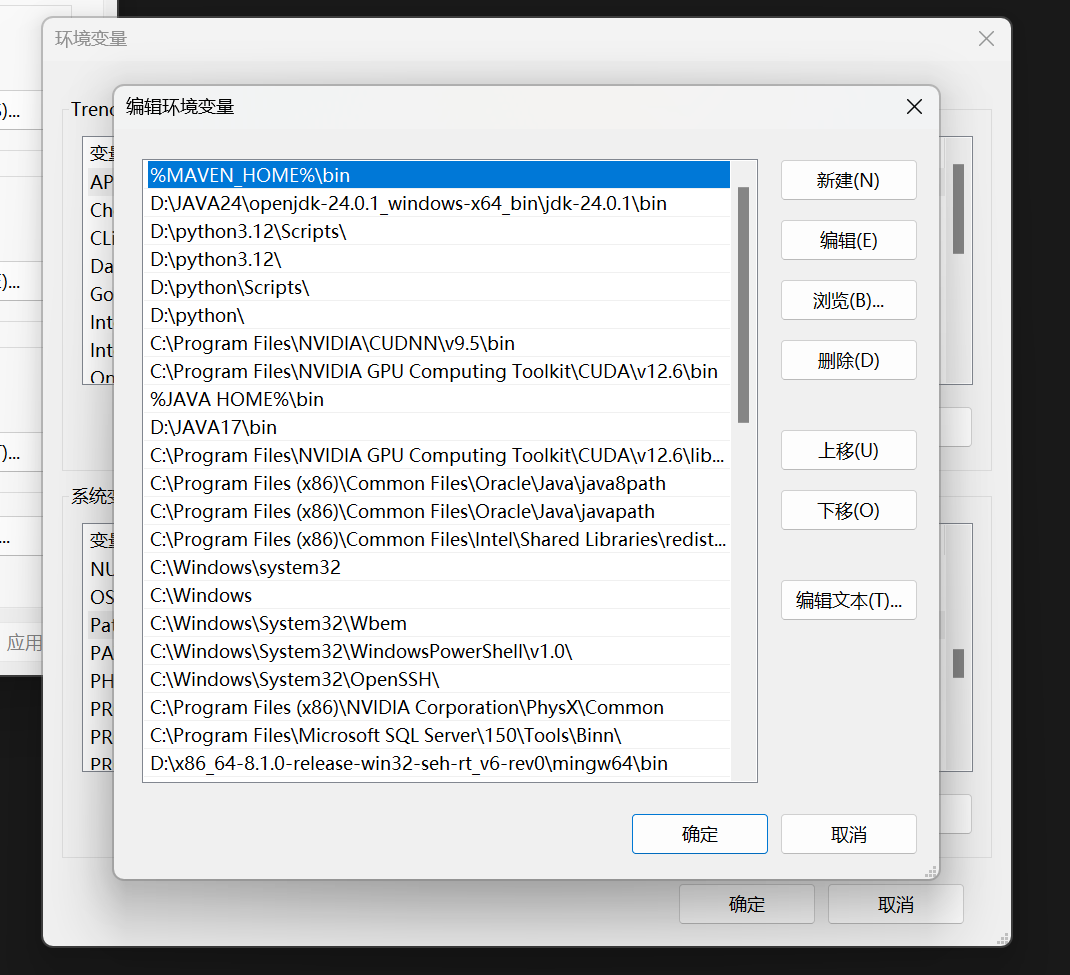 环境变量
编辑环境变量
)...
Trenc
变量
AP
Ch
CLi
Da
Go
Int
Int
On
%MAVEN_HOME%\bin
D:\JAVA24\openjdk-24.0.1_windows-x64_bin\jdk-24.0.1\bin
D:\python3.12\Scripts\
D:\python3.12\
D:\python\Scripts\
D:\python\
C:\Program Files\NVIDIA\CUDNN\v9.5\bin
C:\Program Files\NVIDIA GPU Computing Toolkit\CUDA\v12.6\bin
%JAVA HOME%\bin
D:\JAVA17\bin
C:\Program Files\NVIDIA GPU Computing Toolkit\CUDA\v12.6\lib...
C:\Program Files (x86)\Common Files\Oracle\Java\java8path
C:\Program Files (x86)\Common Files\Oracle\Java\javapath
C:\Program Files (x86)\Common Files\Intel\Shared Libraries\redist...
C:\Windows\system32
C:\Windows
C:\Windows\System32\Wbem
C:\Windows\System32\WindowsPowerShell\v1.0\
C:\Windows\System32\OpenSSH\
C:\Program Files (x86)\NVIDIA Corporation\PhysX\Common
C:\Program Files\Microsoft SQL Server\150\Tools\Binn\
D:\x86_64-8.1.0-release-win32-seh-rt_v6-rev0\mingw64\bin
新建(N)
编辑(E)
浏览(B)...
删除(D)
上移(U)
下移(O)
编辑文本(T)...
)...
)...
...
系统变
变量
NU
OS
Pat
PA
PH
PR
PR
PR
应用
确定
取消
确定
取消